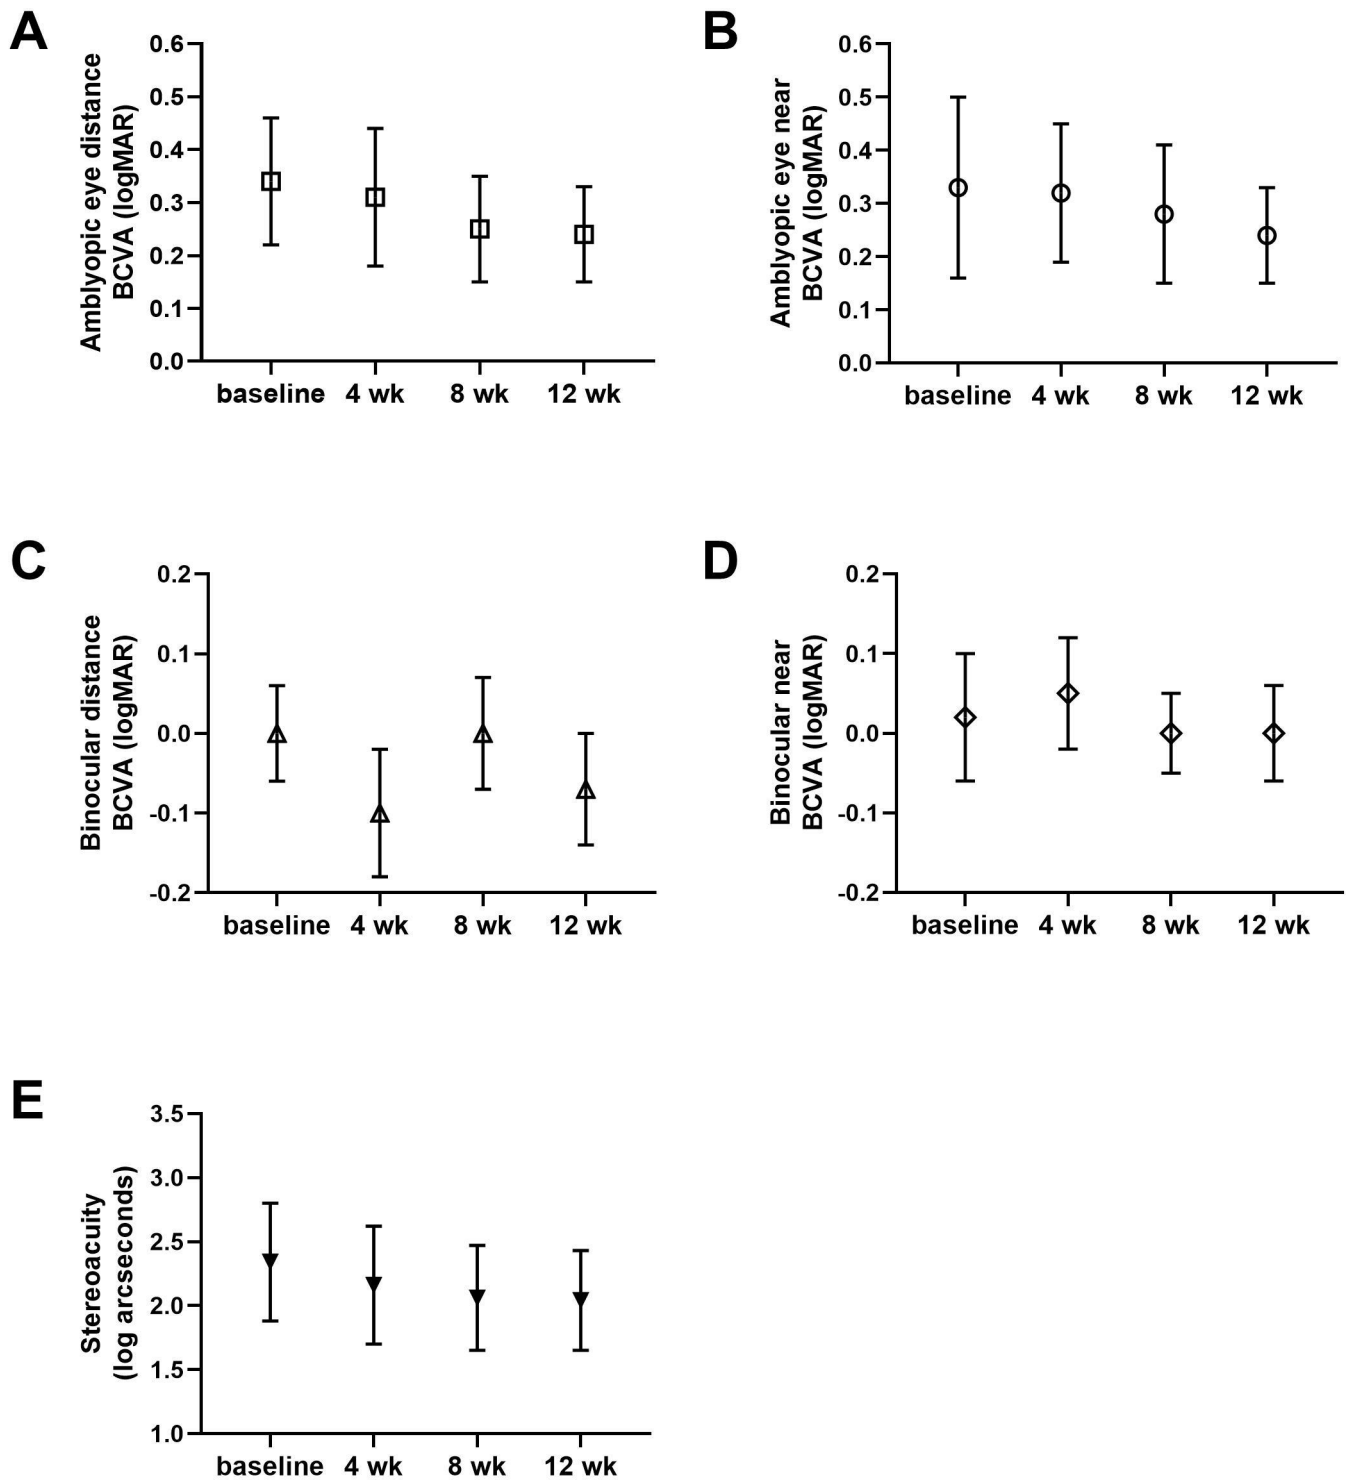 A
Amblyopic eye distance
BCVA (logMAR)
0.6
0.5
0.4
0.3
0.2
0.1
0.0
baseline 4 wk 8 wk 12 wk
B
Amblyopic eye near
BCVA (logMAR)
0.6
0.5
0.4
0.3
0.2
0.1
0.0
baseline 4 wk 8 wk 12 wk
C
Binocular distance
BCVA (logMAR)
0.2
0.1
0.0
-0.1
-0.2
baseline 4 wk 8 wk 12 wk
D
Binocular near
BCVA (logMAR)
0.2
0.1
0.0
-0.1
-0.2
baseline 4 wk 8 wk 12 wk
E
Stereoacuity
(log arcseconds)
3.5
3.0
2.5
2.0
1.5
1.0
baseline 4 wk 8 wk 12 wk